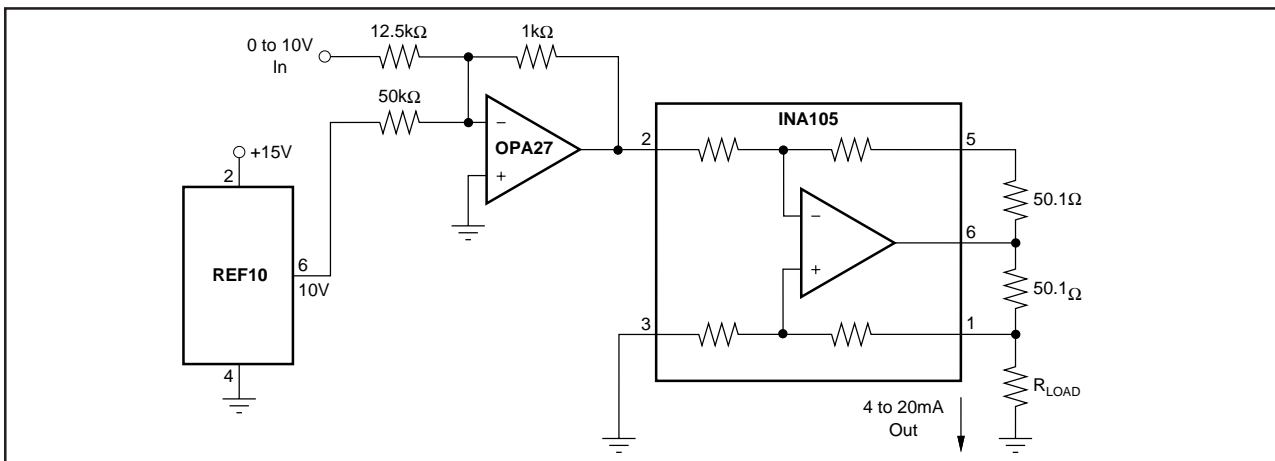 0 to 10V
In
12.5kΩ
1kΩ
50kΩ
OPA27
+15V
2
REF10
6
10V
4
INA105
2
5
50.1Ω
6
50.1Ω
3
1
R_LOAD
4 to 20mA
Out